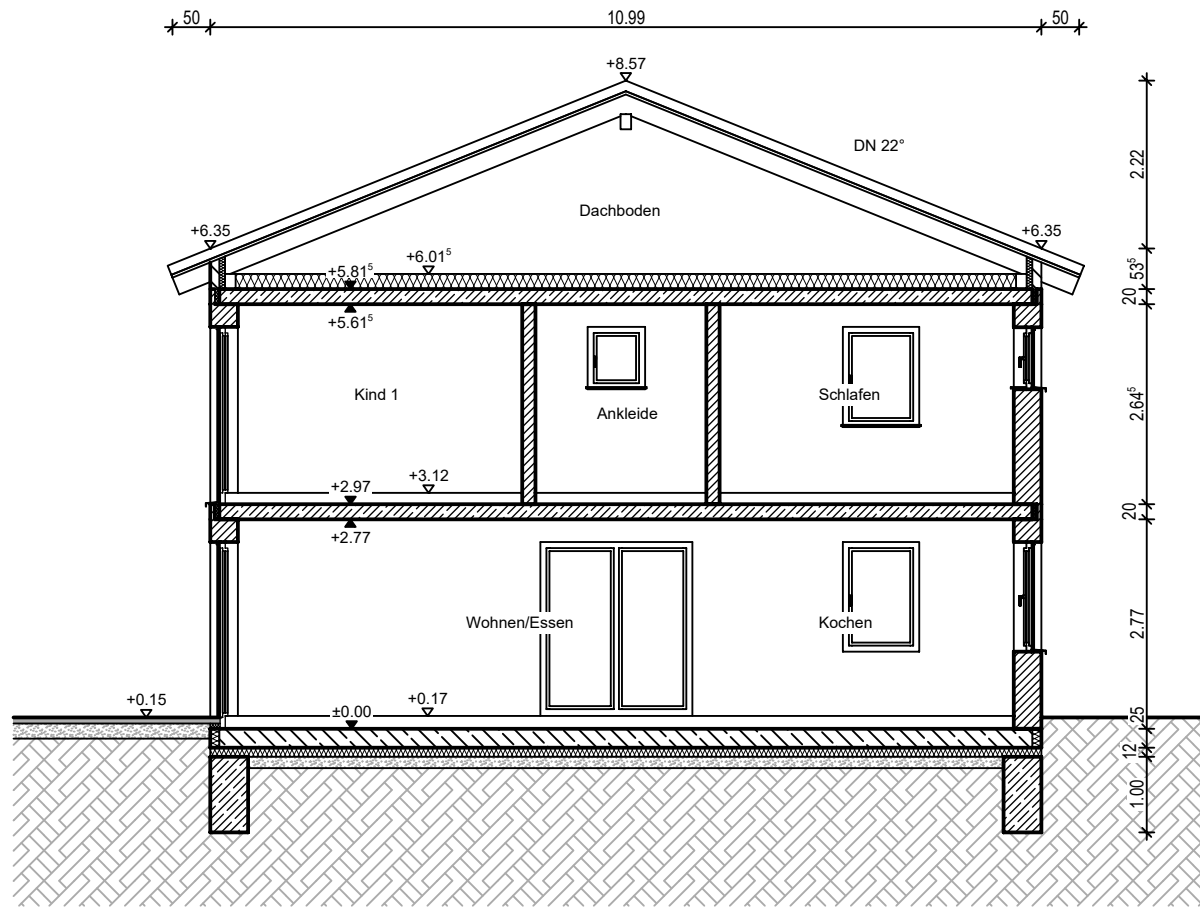 50 10.99 50
+8.57
DN 22°
2.22
Dachboden
+6.35 +6.35
+5.81⁵ +6.01⁵
53⁵
20
+5.61⁵
Kind 1
Ankleide
Schlafen
2.64⁵
+2.97 +3.12
20
+2.77
Wohnen/Essen
Kochen
2.77
+0.15
±0.00 +0.17
25
12
1.00